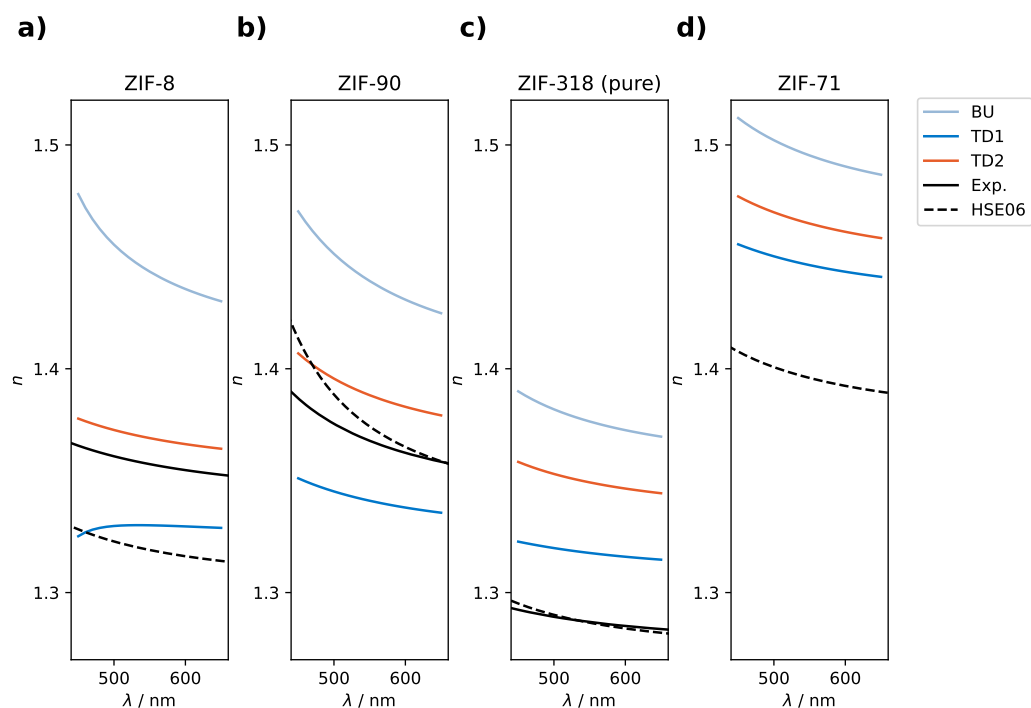 a)
b)
c)
d)
ZIF-8
ZIF-90
ZIF-318 (pure)
ZIF-71
BU
TD1
TD2
Exp.
HSE06
1.5
1.4
1.3
n
500
600
λ / nm
1.5
1.4
1.3
n
500
600
λ / nm
1.5
1.4
1.3
n
500
600
λ / nm
1.5
1.4
1.3
n
500
600
λ / nm